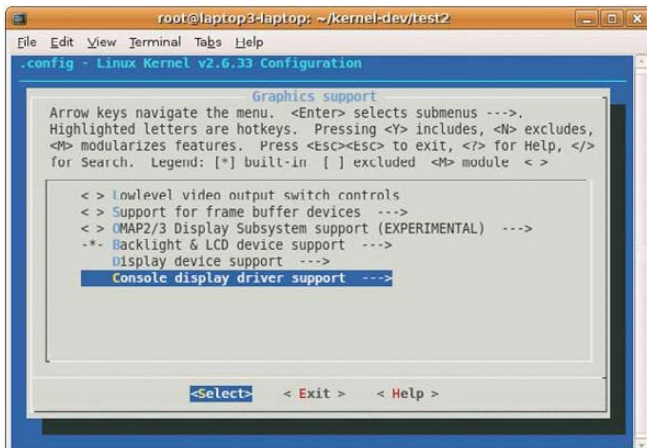 root@laptop3-laptop: ~/kernel-dev/test2
File Edit View Terminal Tabs Help
.config - Linux Kernel v2.6.33 Configuration
Graphics support
Arrow keys navigate the menu. <Enter> selects submenus --->.
Highlighted letters are hotkeys. Pressing <Y> includes, <N> excludes,
<M> modularizes features. Press <Esc><Esc> to exit, <?> for Help, </>
for Search. Legend: [*] built-in [ ] excluded <M> module < >
< > Lowlevel video output switch controls
< > Support for frame buffer devices --->
< > OMAP2/3 Display Subsystem support (EXPERIMENTAL) --->
-*- Backlight & LCD device support --->
Display device support --->
Console display driver support --->
<Select> < Exit > < Help >